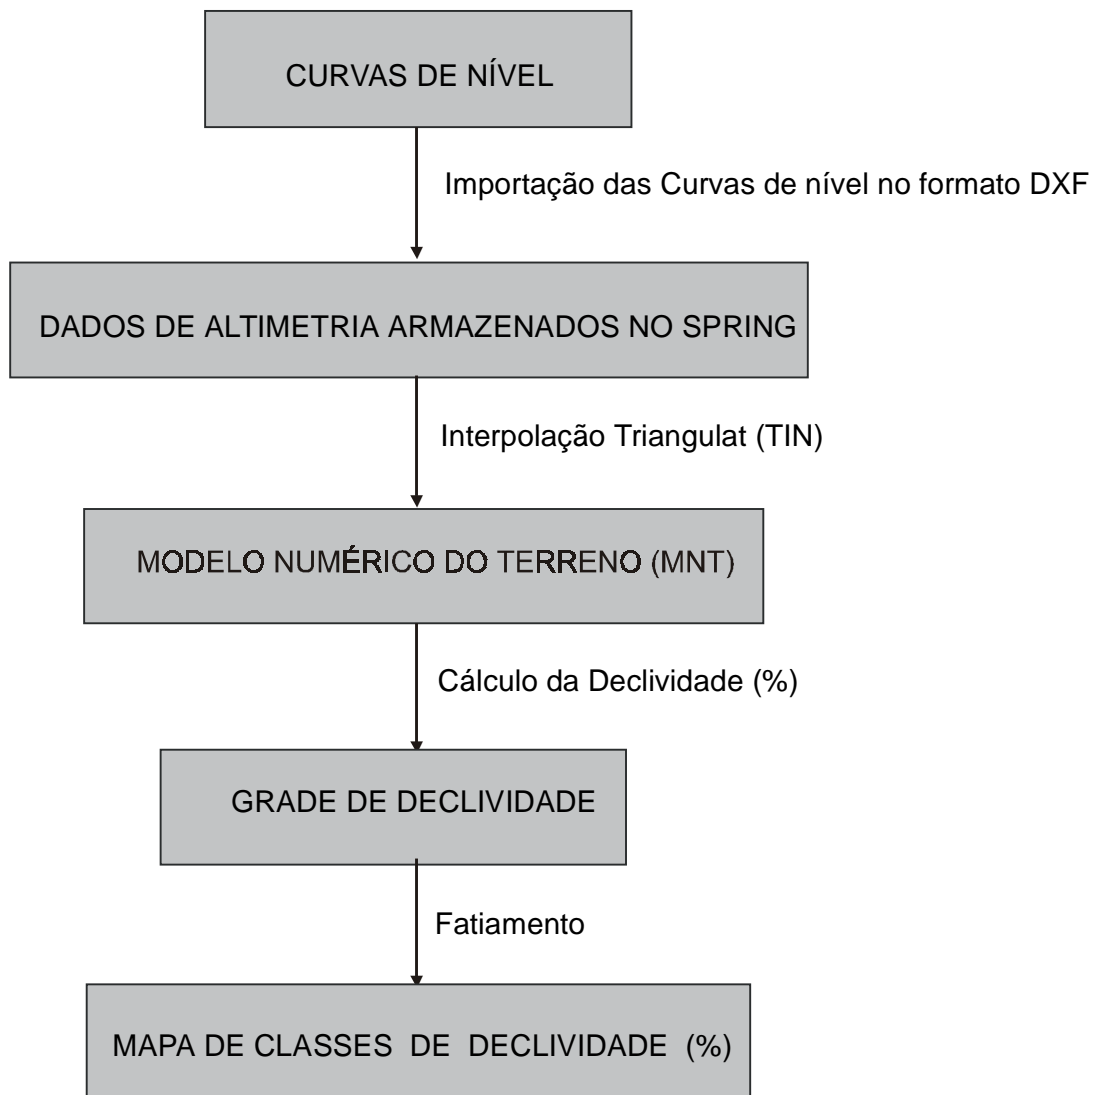 CURVAS DE NÍVEL
Importação das Curvas de nível no formato DXF
DADOS DE ALTIMETRIA ARMAZENADOS NO SPRING
Interpolação Triangulat (TIN)
MODELO NUMÉRICO DO TERRENO (MNT)
Cálculo da Declividade (%)
GRADE DE DECLIVIDADE
Fatiamento
MAPA DE CLASSES DE DECLIVIDADE (%)